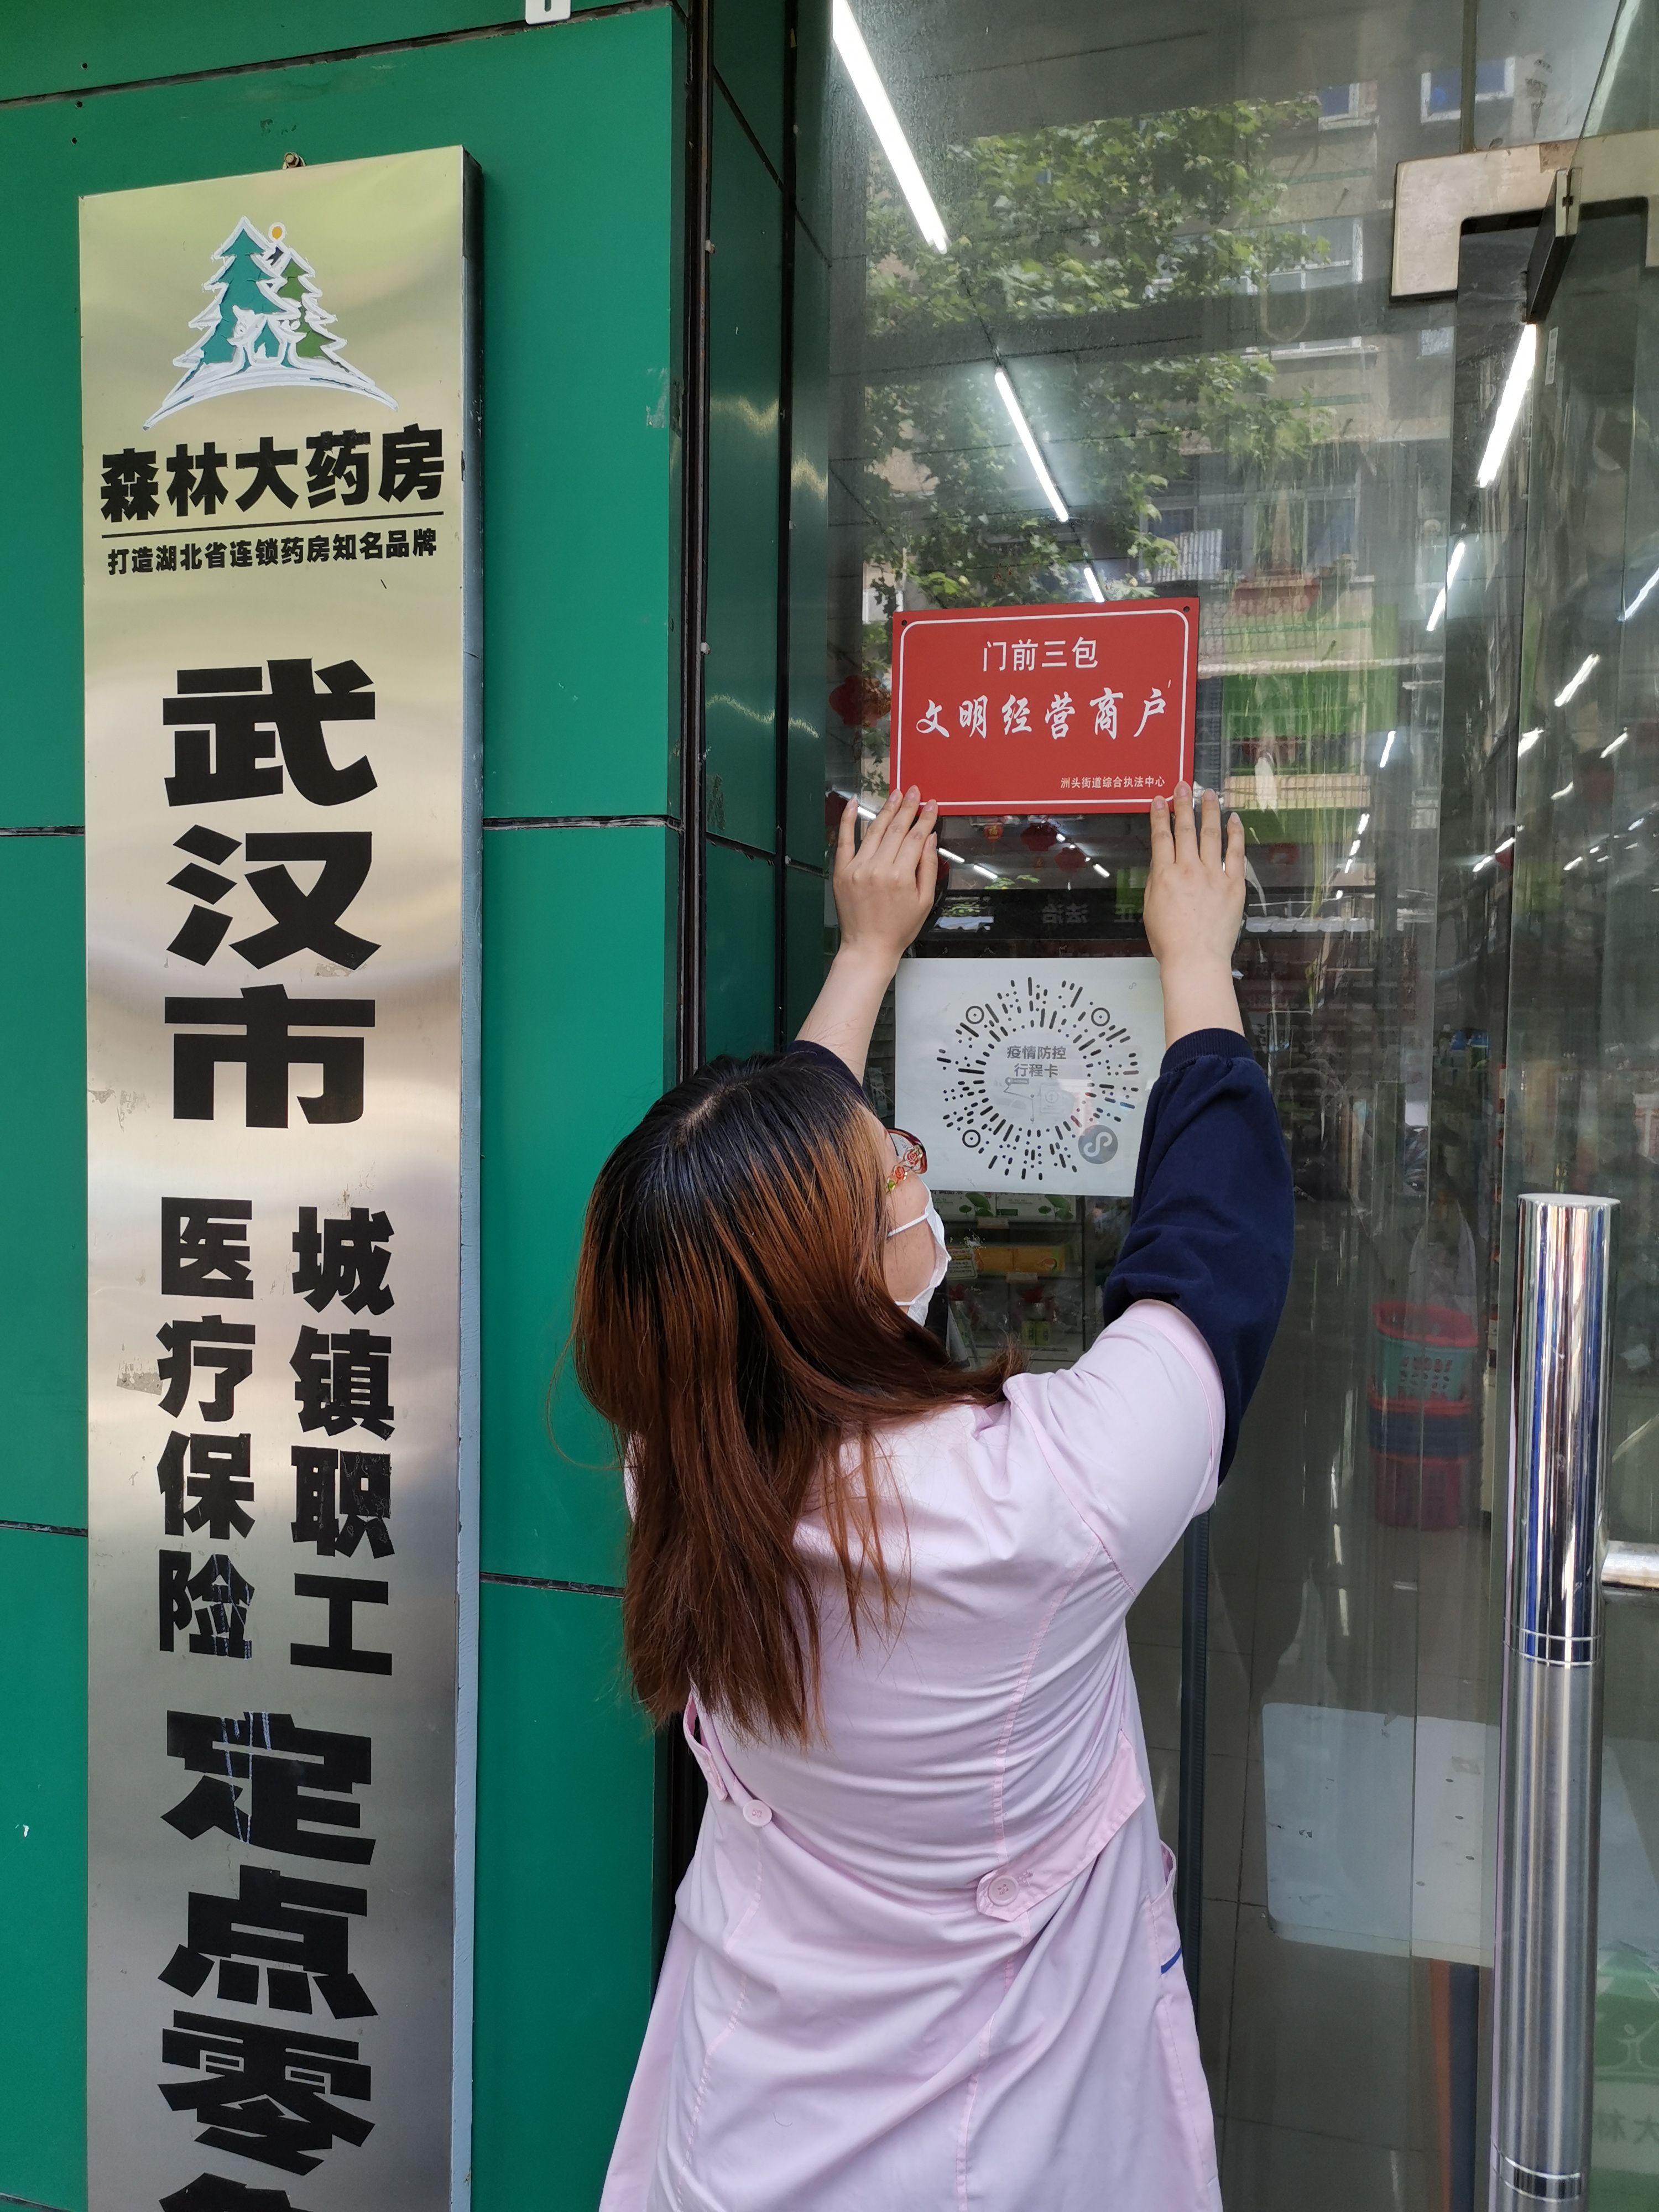 森林大药房
打造湖北省连锁药房知名品牌
武汉市
城镇职工
医疗保险
定点零
门前三包
文明经营商户
洲头街道综合执法中心
疫情防控
行程卡